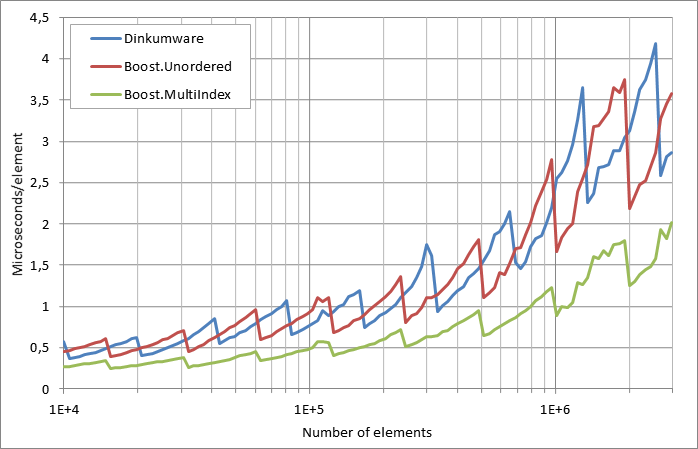 4,5
4
3,5
3
2,5
2
1,5
1
0,5
0
Microseconds/element
Dinkumware
Boost.Unordered
Boost.MultiIndex
1E+4
1E+5
1E+6
Number of elements